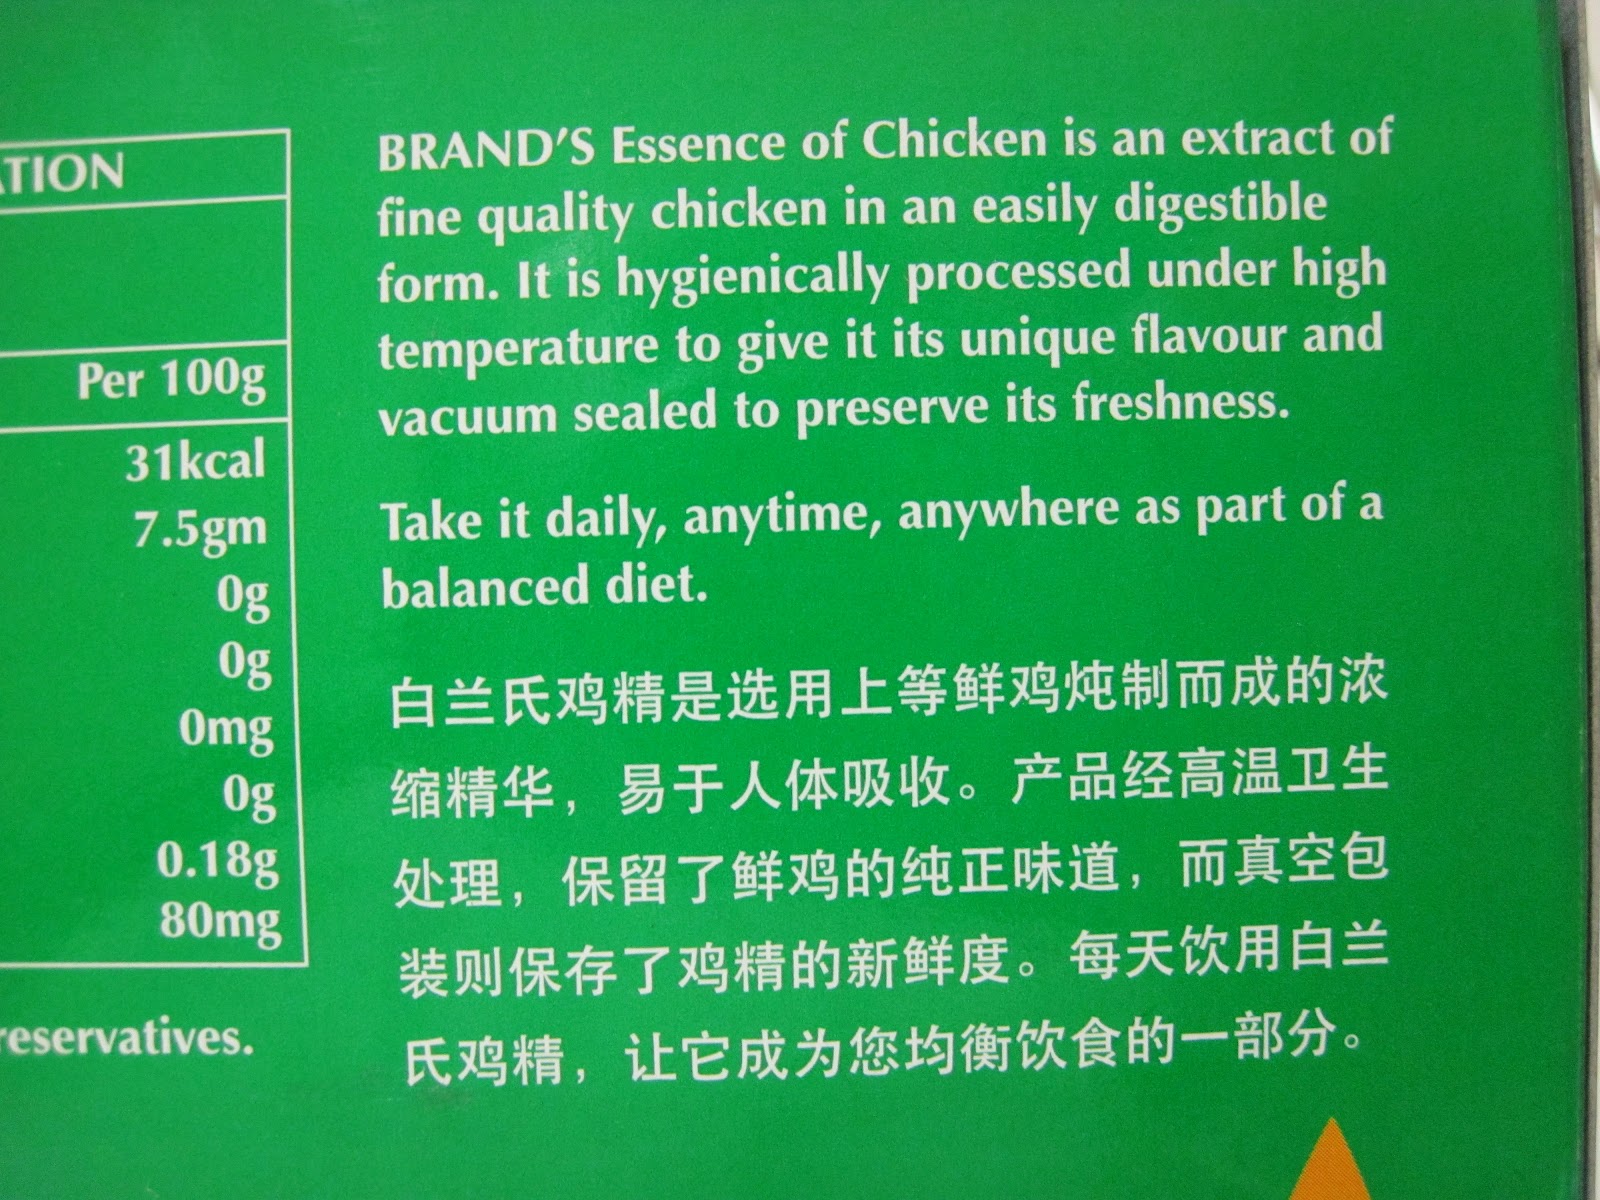 ATION
Per 100g
31kcal
7.5gm
0g
0g
0mg
0g
0.18g
80mg
reservatives.
BRAND'S Essence of Chicken is an extract of
fine quality chicken in an easily digestible
form. It is hygienically processed under high
temperature to give it its unique flavour and
vacuum sealed to preserve its freshness.
Take it daily, anytime, anywhere as part of a
balanced diet.
白兰氏鸡精是选用上等鲜鸡炖制而成的浓
缩精华，易于人体吸收。产品经高温卫生
处理，保留了鲜鸡的纯正味道，而真空包
装则保存了鸡精的新鲜度。每天饮用白兰
氏鸡精，让它成为您均衡饮食的一部分。